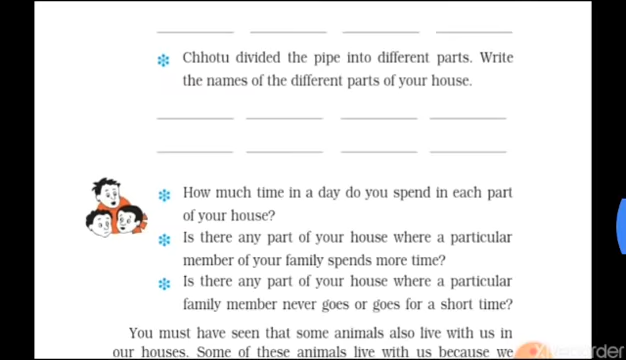 Chhotu divided the pipe into different parts. Write
the names of the different parts of your house.
How much time in a day do you spend in each part
of your house?
Is there any part of your house where a particular
member of your family spends more time?
Is there any part of your house where a particular
family member never goes or goes for a short time?
You must have seen that some animals also live with us in
our houses. Some of these animals live with us because we